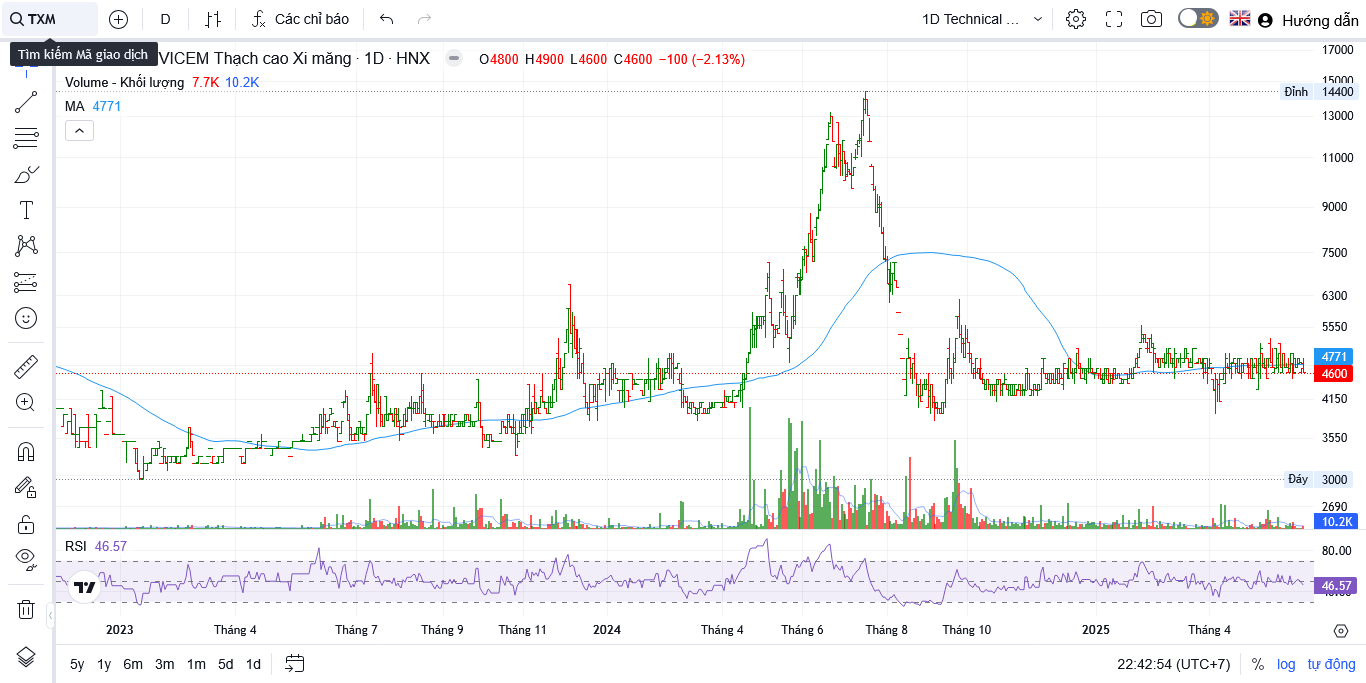 TXM
D
Các chỉ báo
1D Technical ...
Hướng dẫn
Tìm kiếm Mã giao dịch
VICEM Thạch cao Xi măng · 1D · HNX
O4800 H4900 L4600 C4600 −100 (−2.13%)
Volume - Khối lượng 7.7K 10.2K
MA 4771
17000
15000
Đỉnh 14400
13000
11000
9000
7500
6300
5550
4771
4600
4150
3550
Đáy 3000
2690
10.2K
RSI 46.57
80.00
46.57
2023
Tháng 4
Tháng 7
Tháng 9
Tháng 11
2024
Tháng 4
Tháng 6
Tháng 8
Tháng 10
2025
Tháng 4
5y 1y 6m 3m 1m 5d 1d
22:42:54 (UTC+7)
% log tự động